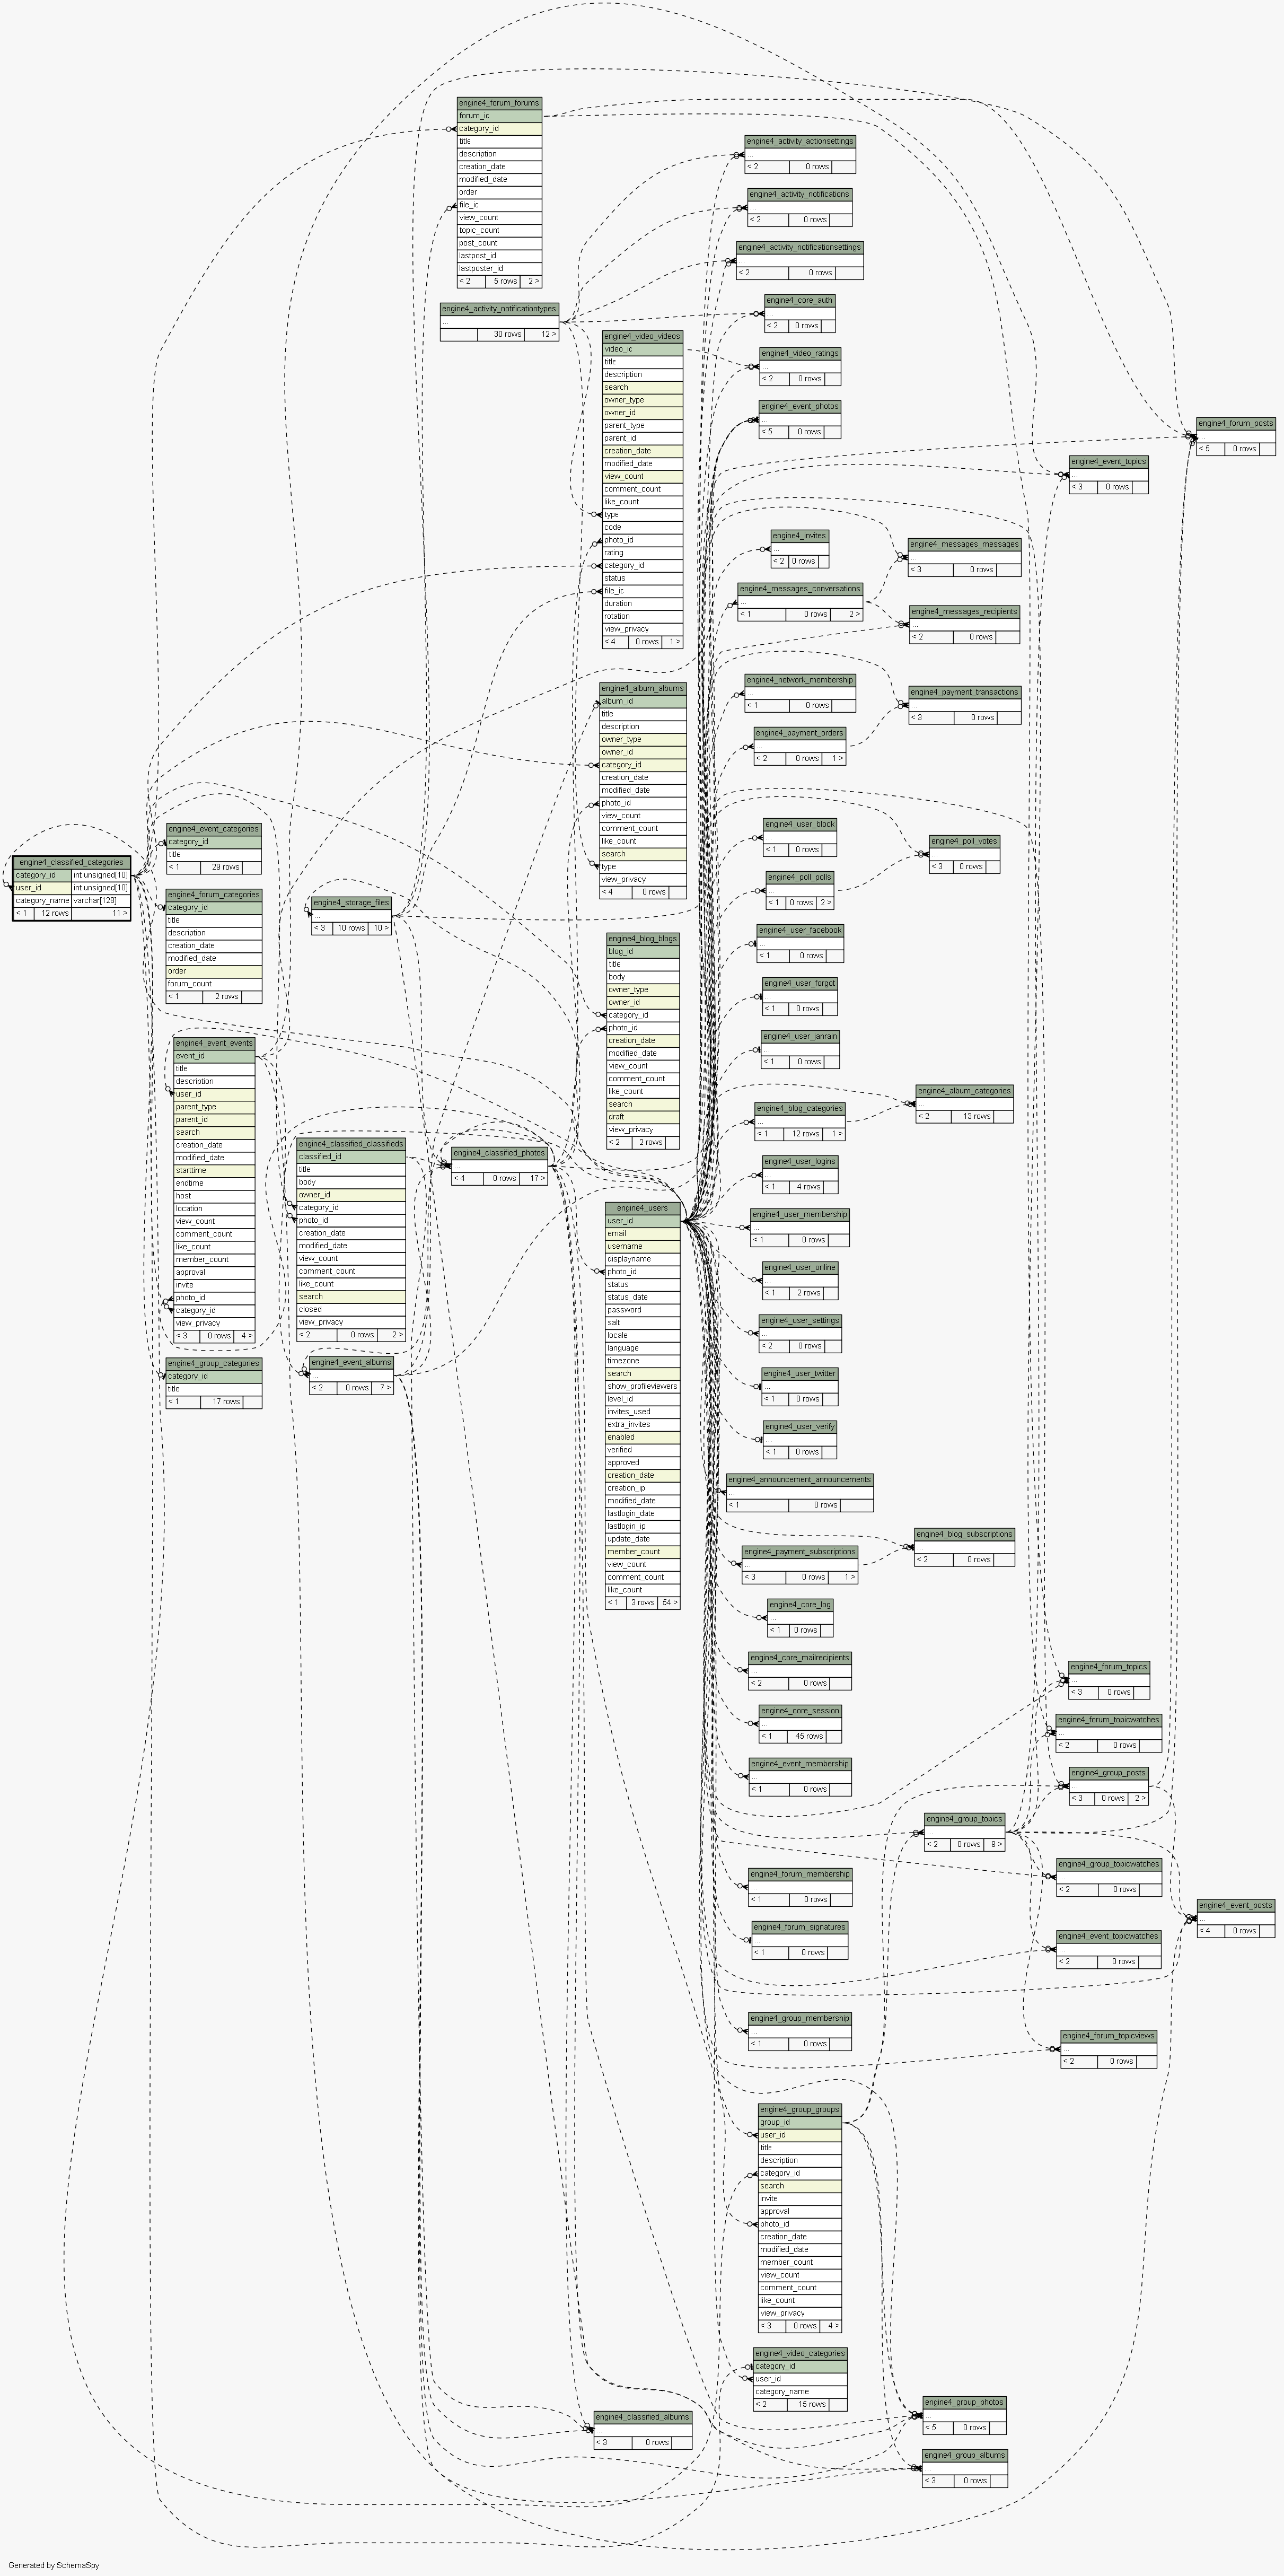 engine4_forum_forums
forum_ic
category_id
title
description
creation_date
modified_date
order
file_ic
view_count
topic_count
post_count
lastpost_id
lastposter_id
< 2 5 rows 2 >
engine4_activity_actionsettings
...
< 2 0 rows
engine4_activity_notifications
...
< 2 0 rows
engine4_activity_notificationsettings
...
< 2 0 rows
engine4_core_auth
...
< 2 0 rows
engine4_activity_notificationtypes
...
30 rows 12 >
engine4_video_videos
video_ic
title
description
search
owner_type
owner_id
parent_type
parent_id
creation_date
modified_date
view_count
comment_count
like_count
type
code
photo_id
rating
category_id
status
file_ic
duration
rotation
view_privacy
< 4 0 rows 1 >
engine4_video_ratings
...
< 2 0 rows
engine4_event_photos
...
< 5 0 rows
engine4_forum_posts
...
< 5 0 rows
engine4_event_topics
...
< 3 0 rows
engine4_invites
...
< 2 0 rows
engine4_messages_messages
...
< 3 0 rows
engine4_messages_conversations
...
< 1 0 rows 2 >
engine4_messages_recipients
...
< 2 0 rows
engine4_network_membership
...
< 1 0 rows
engine4_payment_transactions
...
< 3 0 rows
engine4_payment_orders
...
< 2 0 rows 1 >
engine4_album_albums
album_id
title
description
owner_type
owner_id
category_id
creation_date
modified_date
photo_id
view_count
comment_count
like_count
search
type
view_privacy
< 4 0 rows
engine4_event_categories
category_id
title
< 1 29 rows
engine4_classified_categories
category_id int unsigned[10]
user_id int unsigned[10]
category_name varchar[128]
< 1 12 rows 11 >
engine4_forum_categories
category_id
title
description
creation_date
modified_date
order
forum_count
< 1 2 rows
engine4_storage_files
...
< 3 10 rows 10 >
engine4_user_block
...
< 1 0 rows
engine4_poll_votes
...
< 3 0 rows
engine4_poll_polls
...
< 1 0 rows 2 >
engine4_user_facebook
...
< 1 0 rows
engine4_user_forgot
...
< 1 0 rows
engine4_user_janrain
...
< 1 0 rows
engine4_blog_blogs
blog_id
title
body
owner_type
owner_id
category_id
photo_id
creation_date
modified_date
view_count
comment_count
like_count
search
draft
view_privacy
< 2 2 rows
engine4_event_events
event_id
title
description
user_id
parent_type
parent_id
search
creation_date
modified_date
starttime
endtime
host
location
view_count
comment_count
like_count
member_count
approval
invite
photo_id
category_id
view_privacy
< 3 0 rows 4 >
engine4_classified_classifieds
classified_id
title
body
owner_id
category_id
photo_id
creation_date
modified_date
view_count
comment_count
like_count
search
closed
view_privacy
< 2 0 rows 2 >
engine4_classified_photos
...
< 4 0 rows 17 >
engine4_album_categories
...
< 2 13 rows
engine4_blog_categories
...
< 1 12 rows 1 >
engine4_user_logins
...
< 1 4 rows
engine4_user_membership
...
< 1 0 rows
engine4_user_online
...
< 1 2 rows
engine4_user_settings
...
< 2 0 rows
engine4_user_twitter
...
< 1 0 rows
engine4_user_verify
...
< 1 0 rows
engine4_users
user_id
email
username
displayname
photo_id
status
status_date
password
salt
locale
language
timezone
search
show_profileviewers
level_id
invites_used
extra_invites
enabled
verified
approved
creation_date
creation_ip
modified_date
lastlogin_date
lastlogin_ip
update_date
member_count
view_count
comment_count
like_count
< 1 3 rows 54 >
engine4_group_categories
category_id
title
< 1 17 rows
engine4_event_albums
...
< 2 0 rows 7 >
engine4_announcement_announcements
...
< 1 0 rows
engine4_blog_subscriptions
...
< 2 0 rows
engine4_payment_subscriptions
...
< 3 0 rows 1 >
engine4_core_log
...
< 1 0 rows
engine4_core_mailrecipients
...
< 2 0 rows
engine4_forum_topics
...
< 3 0 rows
engine4_core_session
...
< 1 45 rows
engine4_forum_topicwatches
...
< 2 0 rows
engine4_event_membership
...
< 1 0 rows
engine4_group_posts
...
< 3 0 rows 2 >
engine4_group_topics
...
< 2 0 rows 9 >
engine4_forum_membership
...
< 1 0 rows
engine4_group_topicwatches
...
< 2 0 rows
engine4_event_posts
...
< 4 0 rows
engine4_forum_signatures
...
< 1 0 rows
engine4_event_topicwatches
...
< 2 0 rows
engine4_group_membership
...
< 1 0 rows
engine4_forum_topicviews
...
< 2 0 rows
engine4_group_groups
group_id
user_id
title
description
category_id
search
invite
approval
photo_id
creation_date
modified_date
member_count
view_count
comment_count
like_count
view_privacy
< 3 0 rows 4 >
engine4_video_categories
category_id
user_id
category_name
< 2 15 rows
engine4_group_photos
...
< 5 0 rows
engine4_classified_albums
...
< 3 0 rows
engine4_group_albums
...
< 3 0 rows
Generated by SchemaSpy